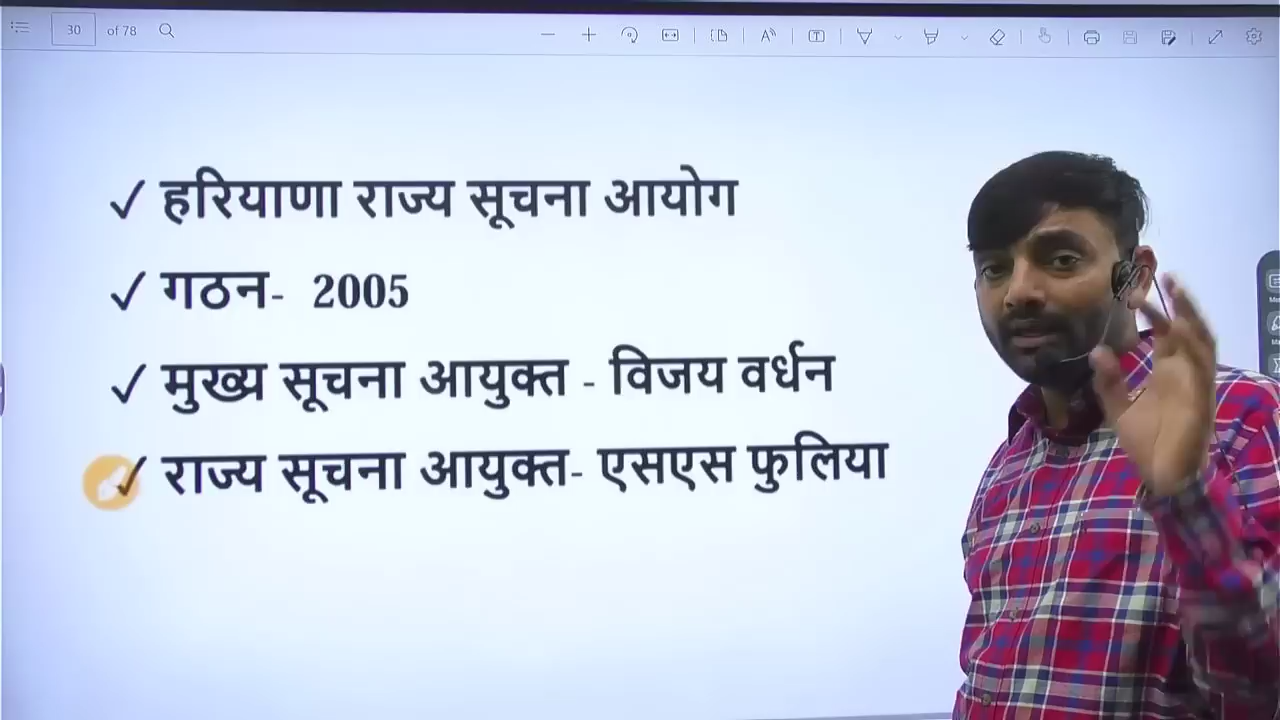 30 of 78
✓ हरियाणा राज्य सूचना आयोग
✓ गठन- 2005
✓ मुख्य सूचना आयुक्त - विजय वर्धन
✓ राज्य सूचना आयुक्त- एसएस फुलिया